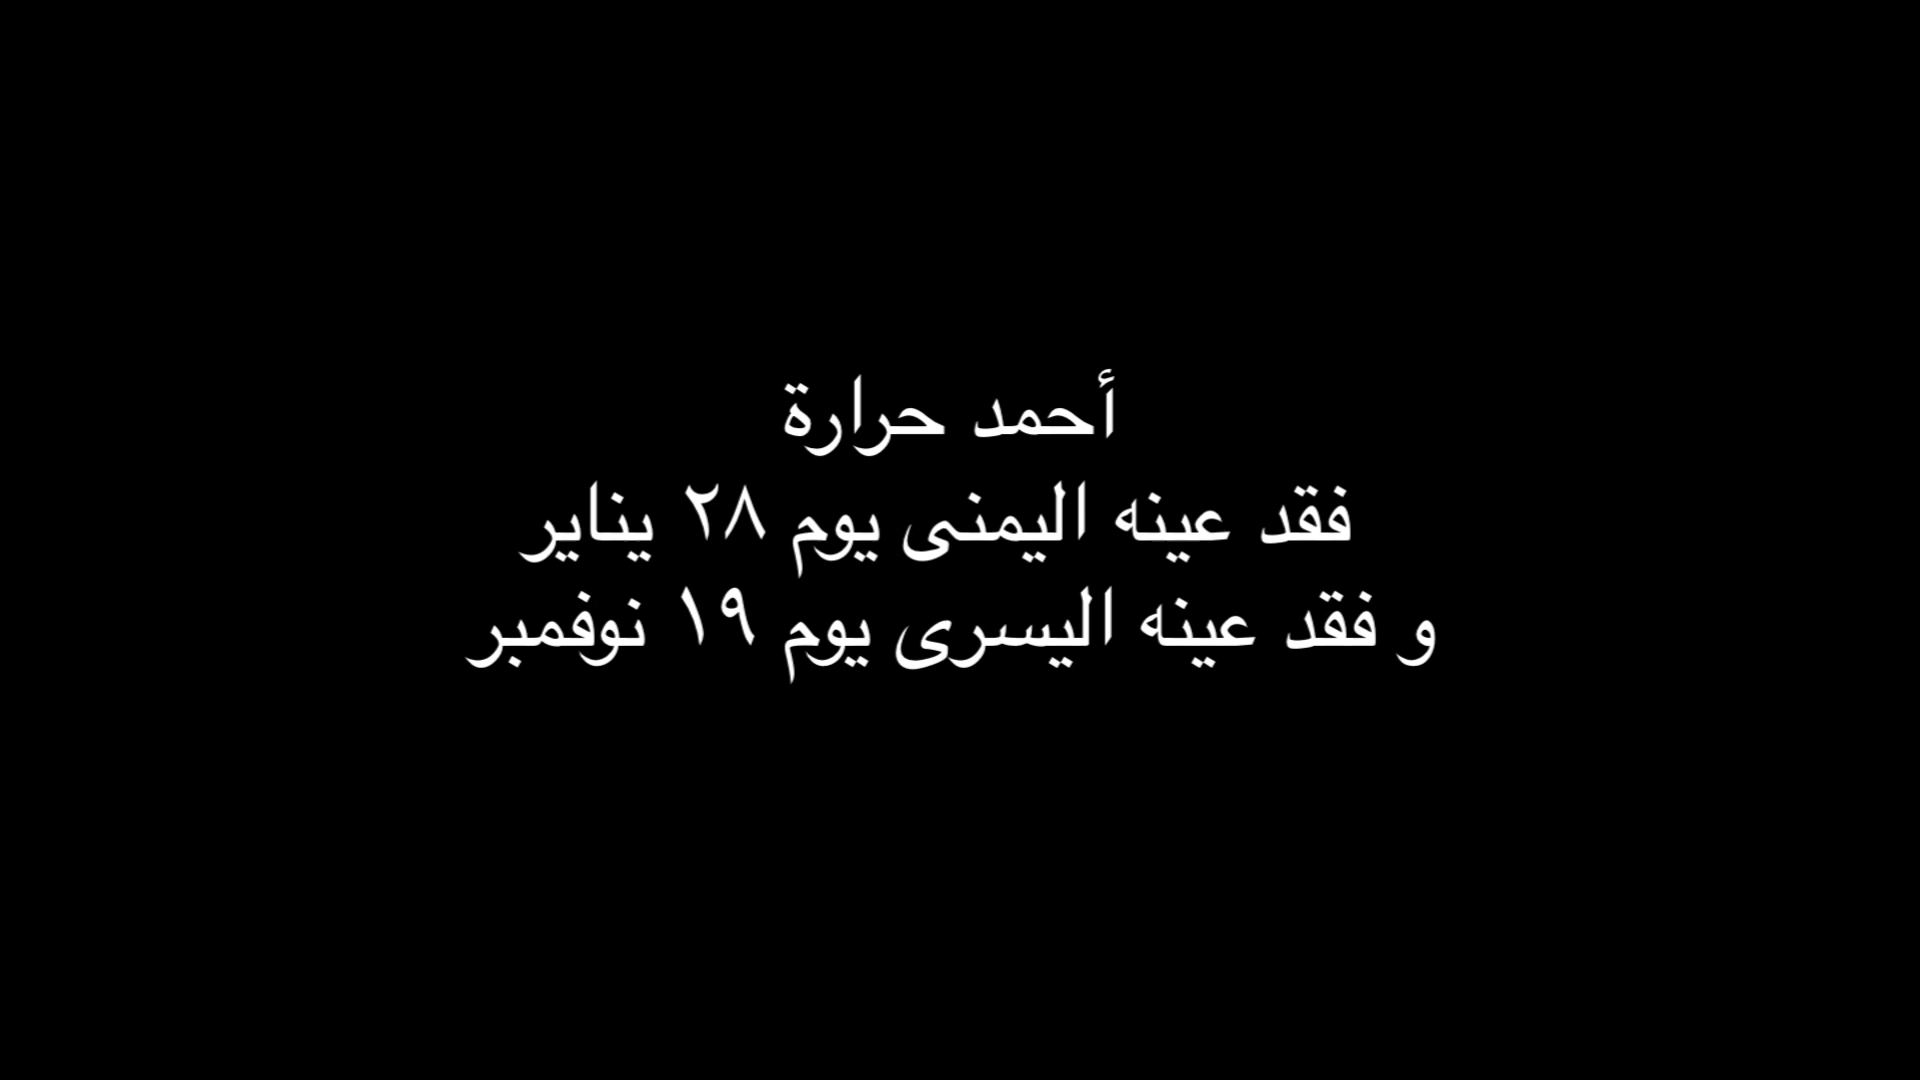 أحمد حرارة
فقد عينه اليمنى يوم ٢٨ يناير
و فقد عينه اليسرى يوم ١٩ نوفمبر